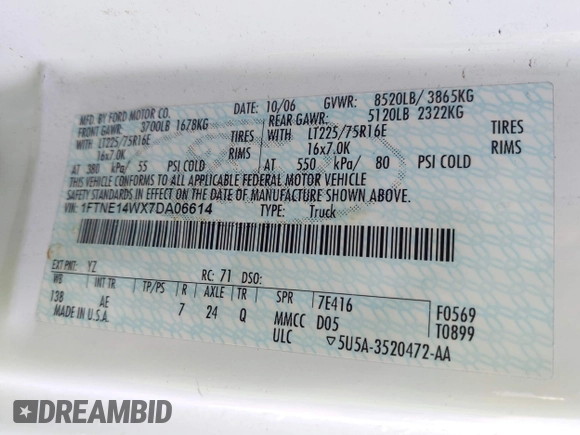 MFD. BY FORD MOTOR CO.
DATE: 10/06 GVWR: 8520LB/ 3865KG
FRONT GAWR: 3700LB 1678KG
REAR GAWR: 5120LB 2322KG
WITH LT225/75R16E TIRES
WITH LT225/75R16E TIRES
16x7.0K RIMS
16x7.0K RIMS
AT 380 kPa/ 55 PSI COLD
AT 550 kPa/ 80 PSI COLD
THIS VEHICLE CONFORMS TO ALL APPLICABLE FEDERAL MOTOR VEHICLE
SAFETY STANDARDS IN EFFECT ON THE DATE OF MANUFACTURE SHOWN ABOVE.
VIN: 1FTNE14WX7DA06614 TYPE: Truck
EXT PNT: YZ RC: 71 DSO:
WB INT TR TP/PS R AXLE TR SPR 7E416 F0569
138 AE 7 24 Q MMCC D05 T0899
MADE IN U.S.A. ULC ▽5U5A-3520472-AA
DREAMBID